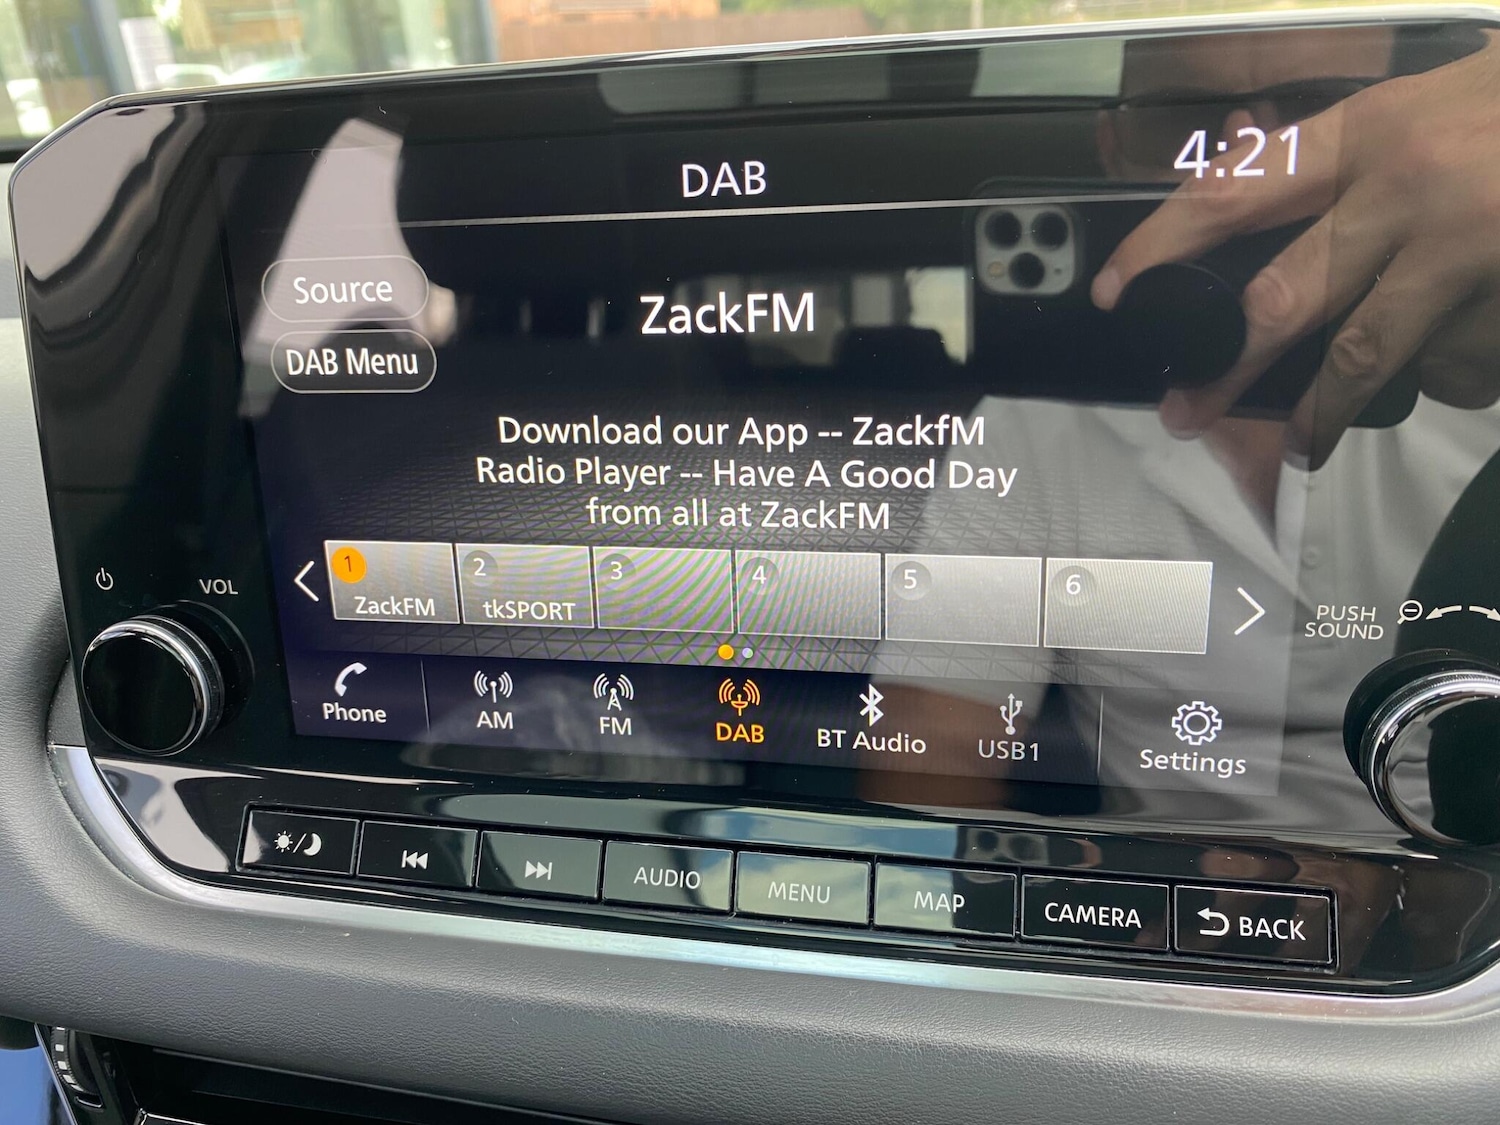 DAB
4:21
Source
ZackFM
DAB Menu
Download our App -- ZackfM
Radio Player -- Have A Good Day
from all at ZackFM
1 2 3 4 5 6
ZackFM tkSPORT
VOL
PUSH
SOUND
Phone AM FM DAB BT Audio USB1 Settings
AUDIO MENU MAP CAMERA BACK